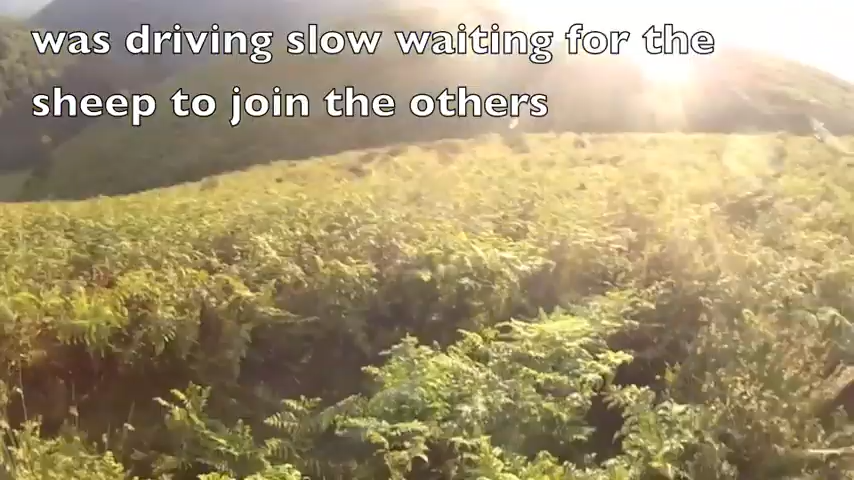 was driving slow waiting for the
sheep to join the others